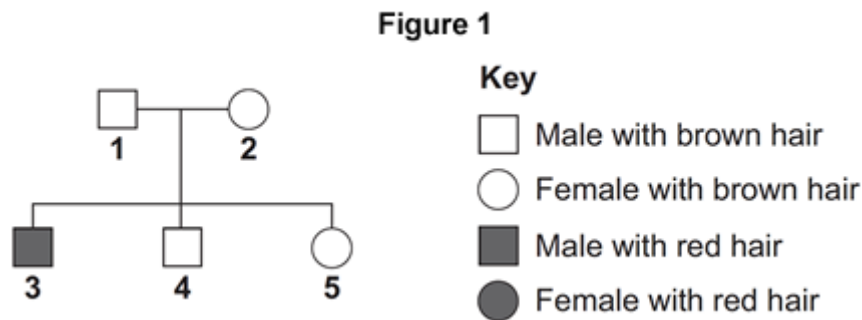 Figure 1
Key
1 2
Male with brown hair
Female with brown hair
Male with red hair
3 4 5
Female with red hair